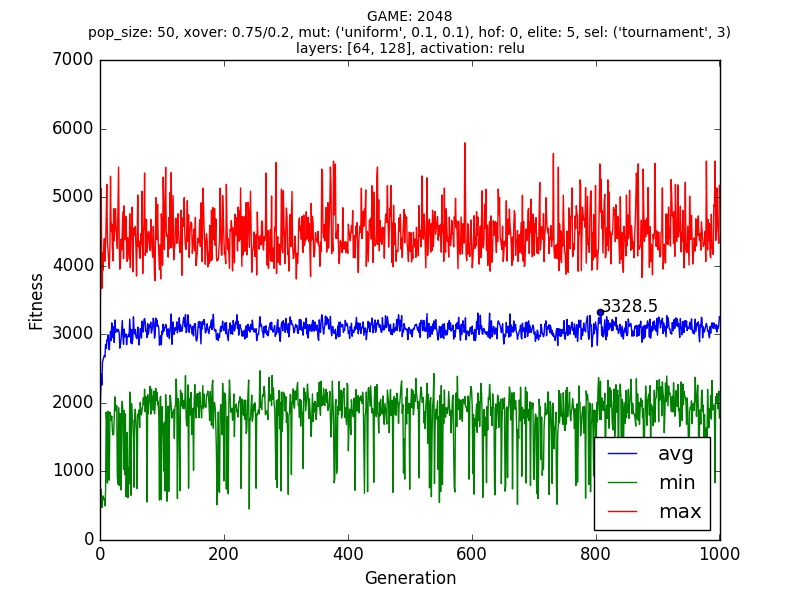 GAME: 2048
pop_size: 50, xover: 0.75/0.2, mut: ('uniform', 0.1, 0.1), hof: 0, elite: 5, sel: ('tournament', 3)
layers: [64, 128], activation: relu
7000
6000
5000
4000
3000
2000
1000
0
Fitness
3328.5
avg
min
max
0 200 400 600 800 1000
Generation